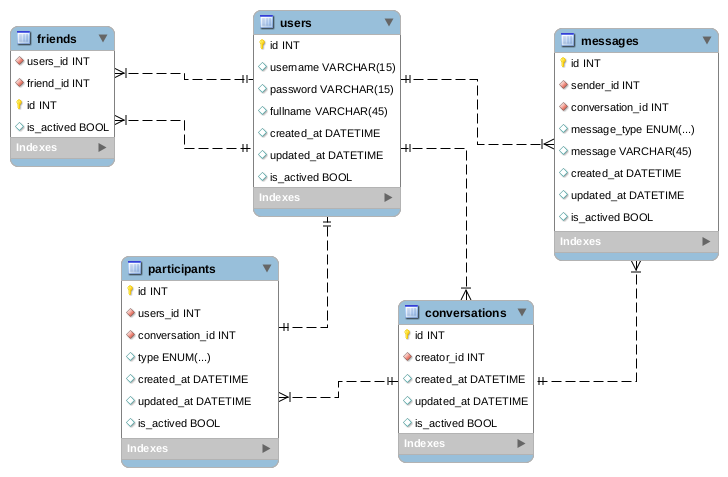 friends
users_id INT
friend_id INT
id INT
is_actived BOOL
Indexes
users
id INT
username VARCHAR(15)
password VARCHAR(15)
fullname VARCHAR(45)
created_at DATETIME
updated_at DATETIME
is_actived BOOL
Indexes
messages
id INT
sender_id INT
conversation_id INT
message_type ENUM(...)
message VARCHAR(45)
created_at DATETIME
updated_at DATETIME
is_actived BOOL
Indexes
participants
id INT
users_id INT
conversation_id INT
type ENUM(...)
created_at DATETIME
updated_at DATETIME
is_actived BOOL
Indexes
conversations
id INT
creator_id INT
created_at DATETIME
updated_at DATETIME
is_actived BOOL
Indexes